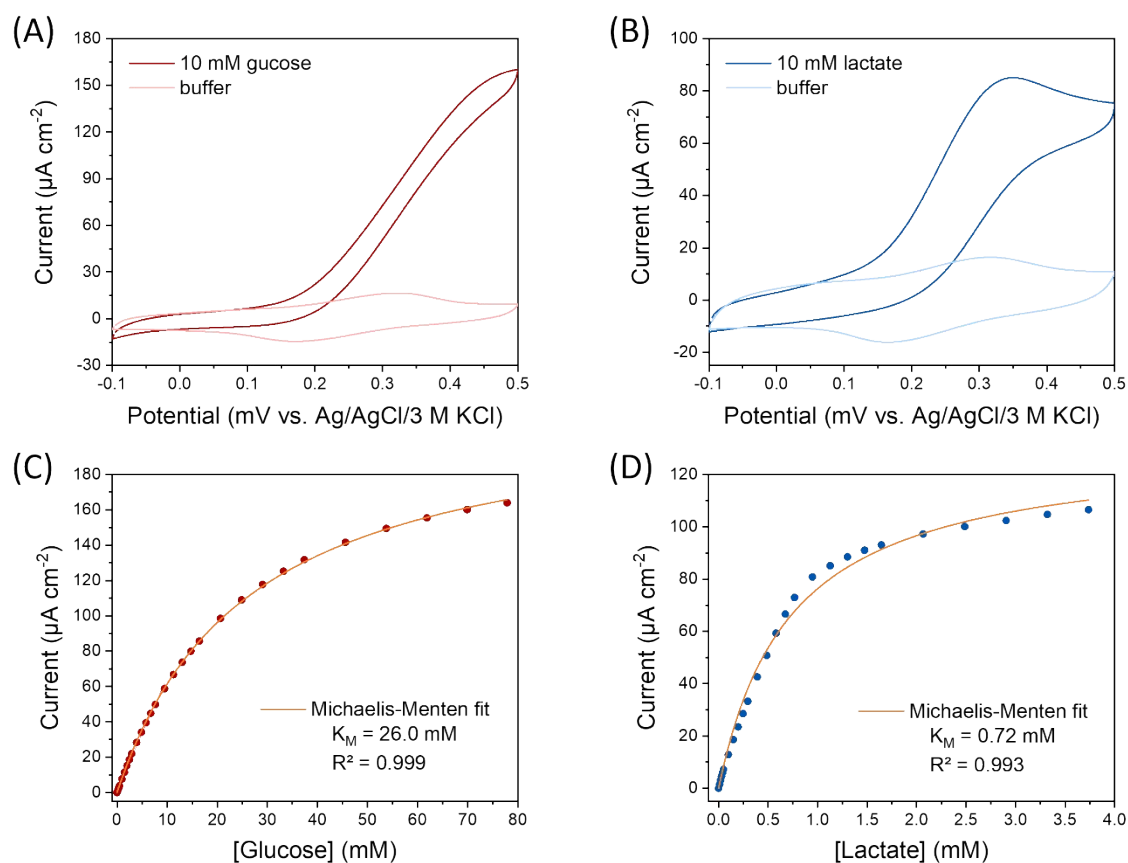 (A)
180
150
120
90
60
30
0
-30
Current (µA cm⁻²)
10 mM gucose
buffer
-0.1 0.0 0.1 0.2 0.3 0.4 0.5
Potential (mV vs. Ag/AgCl/3 M KCl)
(B)
100
80
60
40
20
0
-20
Current (µA cm⁻²)
10 mM lactate
buffer
-0.1 0.0 0.1 0.2 0.3 0.4 0.5
Potential (mV vs. Ag/AgCl/3 M KCl)
(C)
180
160
140
120
100
80
60
40
20
0
Current (µA cm⁻²)
Michaelis-Menten fit
K_M = 26.0 mM
R² = 0.999
0 10 20 30 40 50 60 70 80
[Glucose] (mM)
(D)
120
100
80
60
40
20
0
Current (µA cm⁻²)
Michaelis-Menten fit
K_M = 0.72 mM
R² = 0.993
0.0 0.5 1.0 1.5 2.0 2.5 3.0 3.5 4.0
[Lactate] (mM)